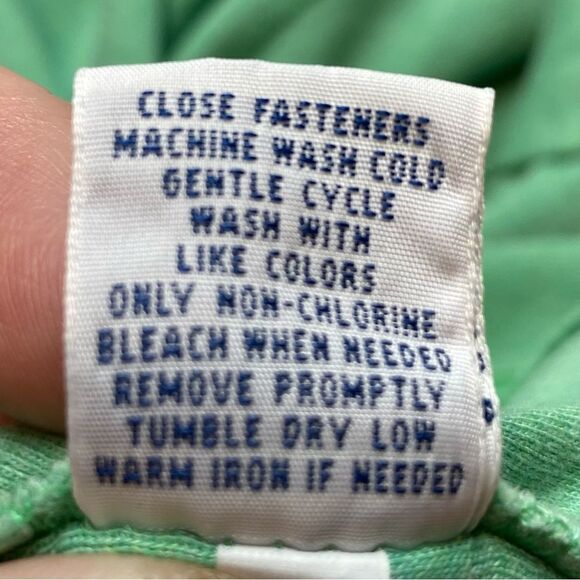 CLOSE FASTENERS
MACHINE WASH COLD
GENTLE CYCLE
WASH WITH
LIKE COLORS
ONLY NON-CHLORINE
BLEACH WHEN NEEDED
REMOVE PROMPTLY
TUMBLE DRY LOW
WARM IRON IF NEEDED